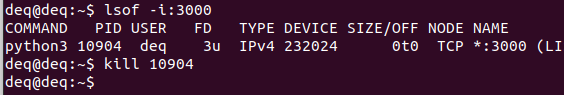 deq@deq:~$ lsof -i:3000
COMMAND   PID USER   FD   TYPE DEVICE SIZE/OFF NODE NAME
python3 10904  deq    3u  IPv4 232024      0t0  TCP *:3000 (LI
deq@deq:~$ kill 10904
deq@deq:~$